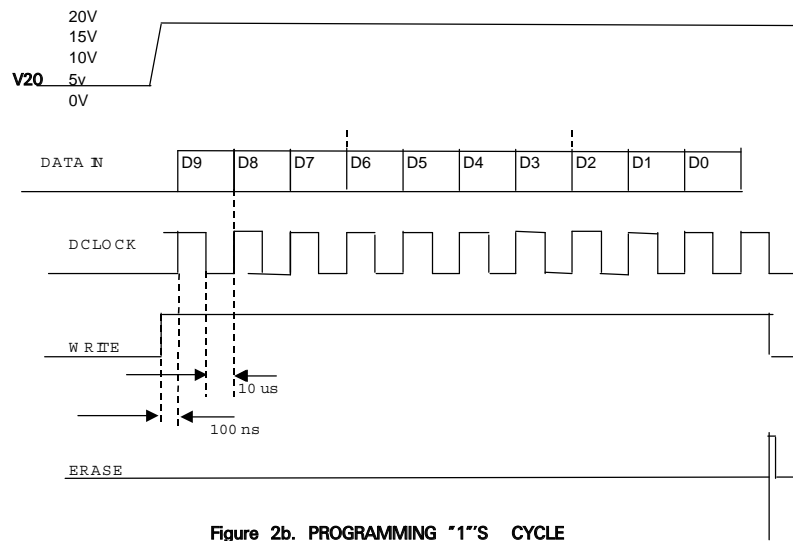 20V
15V
10V
V20 5v
0V
DATA IN D9 D8 D7 D6 D5 D4 D3 D2 D1 D0
DCLOCK
WRITE
10 us
100 ns
ERASE
Figure 2b. PROGRAMMING "1"'S CYCLE